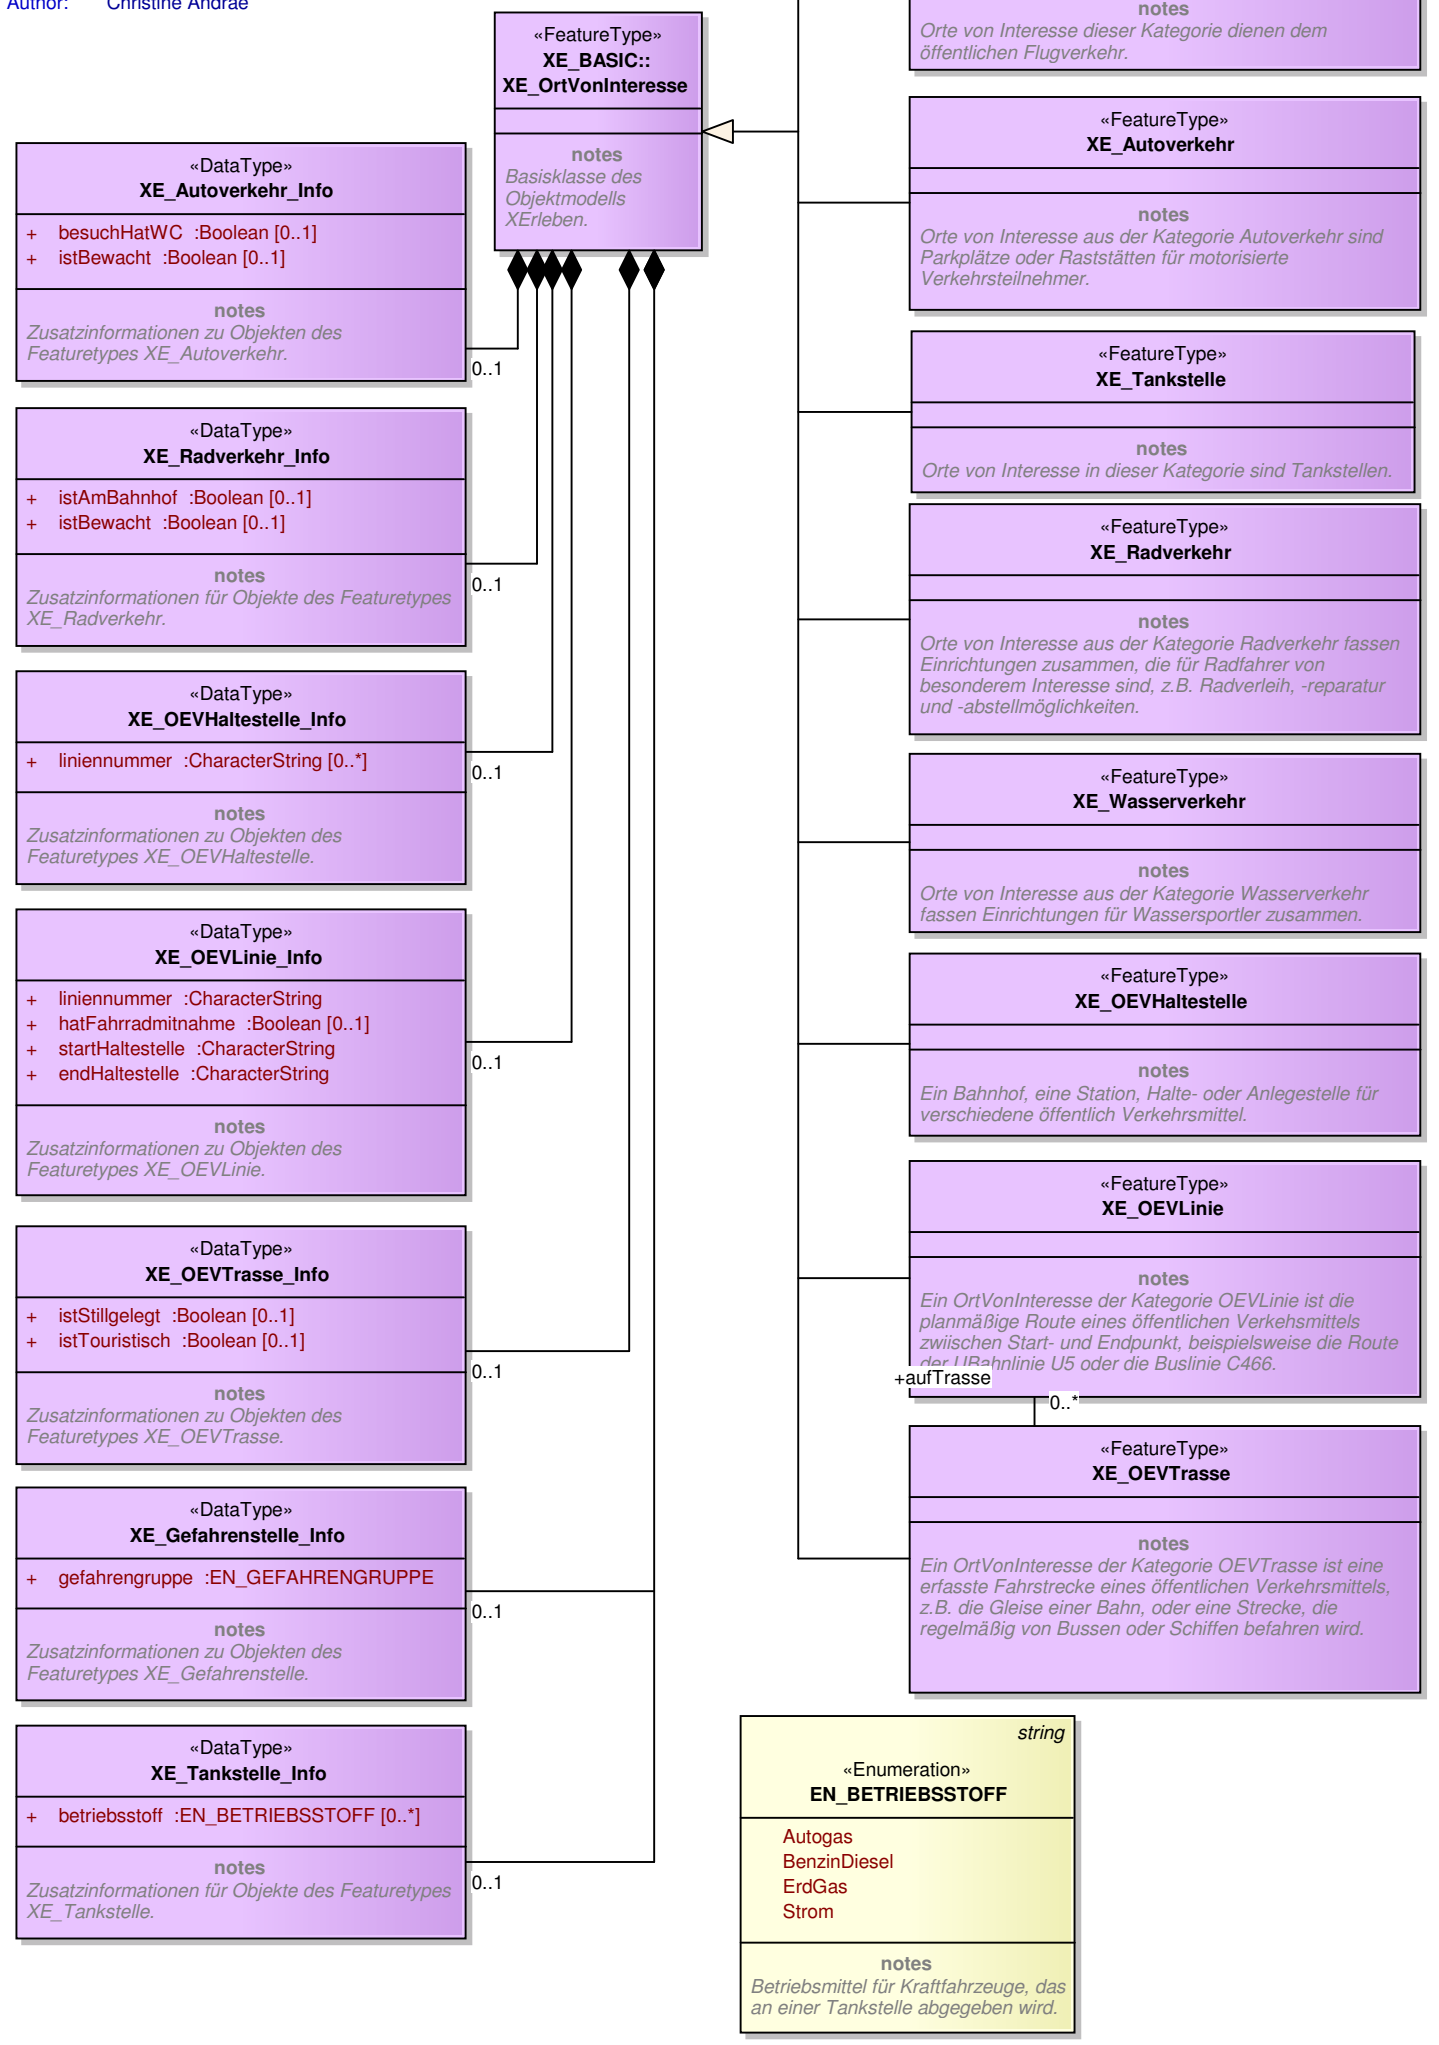 Author: Christine Andrae
«FeatureType»
XE_BASIC::
XE_OrtVonInteresse
notes
Basisklasse des
Objektmodells
XErleben.
«DataType»
XE_Autoverkehr_Info
+ besuchHatWC :Boolean [0..1]
+ istBewacht :Boolean [0..1]
notes
Zusatzinformationen zu Objekten des
Featuretypes XE_Autoverkehr.
0..1
«DataType»
XE_Radverkehr_Info
+ istAmBahnhof :Boolean [0..1]
+ istBewacht :Boolean [0..1]
notes
Zusatzinformationen für Objekte des Featuretypes
XE_Radverkehr.
0..1
«DataType»
XE_OEVHaltestelle_Info
+ liniennummer :CharacterString [0..*]
notes
Zusatzinformationen zu Objekten des
Featuretypes XE_OEVHaltestelle.
0..1
«DataType»
XE_OEVLinie_Info
+ liniennummer :CharacterString
+ hatFahrradmitnahme :Boolean [0..1]
+ startHaltestelle :CharacterString
+ endHaltestelle :CharacterString
notes
Zusatzinformationen zu Objekten des
Featuretypes XE_OEVLinie.
0..1
«DataType»
XE_OEVTrasse_Info
+ istStillgelegt :Boolean [0..1]
+ istTouristisch :Boolean [0..1]
notes
Zusatzinformationen zu Objekten des
Featuretypes XE_OEVTrasse.
0..1
«DataType»
XE_Gefahrenstelle_Info
+ gefahrengruppe :EN_GEFAHRENGRUPPE
notes
Zusatzinformationen zu Objekten des
Featuretypes XE_Gefahrenstelle.
0..1
«DataType»
XE_Tankstelle_Info
+ betriebsstoff :EN_BETRIEBSSTOFF [0..*]
notes
Zusatzinformationen für Objekte des Featuretypes
XE_Tankstelle.
0..1
notes
Orte von Interesse dieser Kategorie dienen dem
öffentlichen Flugverkehr.
«FeatureType»
XE_Autoverkehr
notes
Orte von Interesse aus der Kategorie Autoverkehr sind
Parkplätze oder Raststätten für motorisierte
Verkehrsteilnehmer.
«FeatureType»
XE_Tankstelle
notes
Orte von Interesse in dieser Kategorie sind Tankstellen.
«FeatureType»
XE_Radverkehr
notes
Orte von Interesse aus der Kategorie Radverkehr fassen
Einrichtungen zusammen, die für Radfahrer von
besonderem Interesse sind, z.B. Radverleih, -reparatur
und -abstellmöglichkeiten.
«FeatureType»
XE_Wasserverkehr
notes
Orte von Interesse aus der Kategorie Wasserverkehr
fassen Einrichtungen für Wassersportler zusammen.
«FeatureType»
XE_OEVHaltestelle
notes
Ein Bahnhof, eine Station, Halte- oder Anlegestelle für
verschiedene öffentlich Verkehrsmittel.
«FeatureType»
XE_OEVLinie
notes
Ein OrtVonInteresse der Kategorie OEVLinie ist die
planmäßige Route eines öffentlichen Verkehsmittels
zwiischen Start- und Endpunkt, beispielsweise die Route
der UBahnlinie U5 oder die Buslinie C466.
+aufTrasse
0..*
«FeatureType»
XE_OEVTrasse
notes
Ein OrtVonInteresse der Kategorie OEVTrasse ist eine
erfasste Fahrstrecke eines öffentlichen Verkehrsmittels,
z.B. die Gleise einer Bahn, oder eine Strecke, die
regelmäßig von Bussen oder Schiffen befahren wird.
string
«Enumeration»
EN_BETRIEBSSTOFF
Autogas
BenzinDiesel
ErdGas
Strom
notes
Betriebsmittel für Kraftfahrzeuge, das
an einer Tankstelle abgegeben wird.